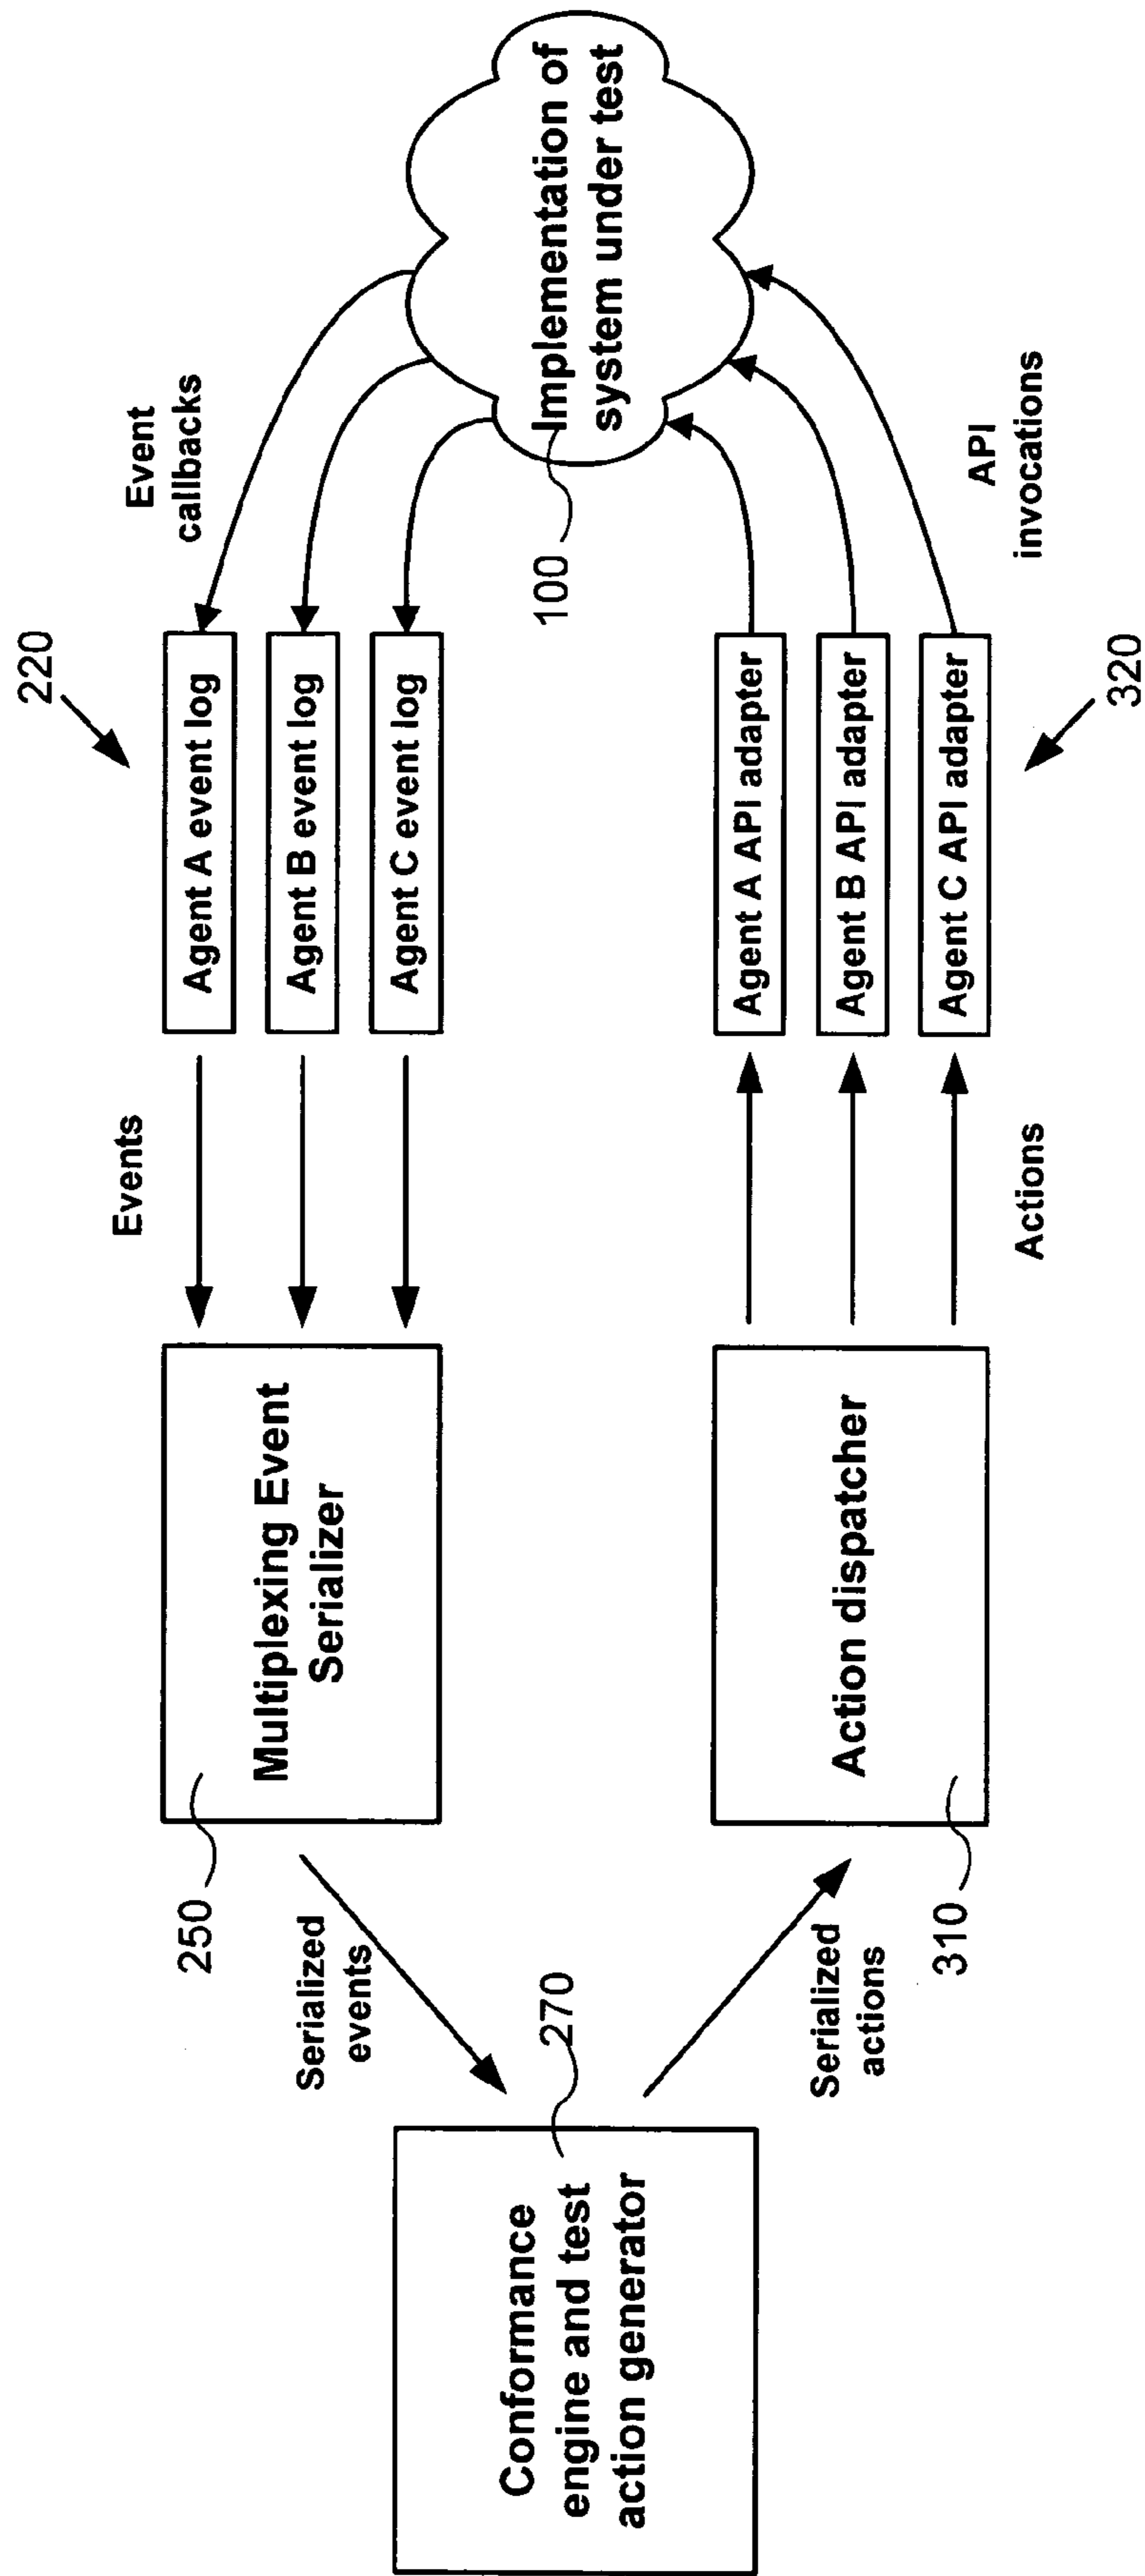 220
Event
callbacks
Events
Agent A event log
Agent B event log
Agent C event log
Multiplexing Event
Serializer
250
Serialized
events
Conformance
engine and test
action generator
270
Implementation of
system under test
100
Serialized
actions
Action dispatcher
310
Agent A API adapter
Agent B API adapter
Agent C API adapter
Actions
API
invocations
320